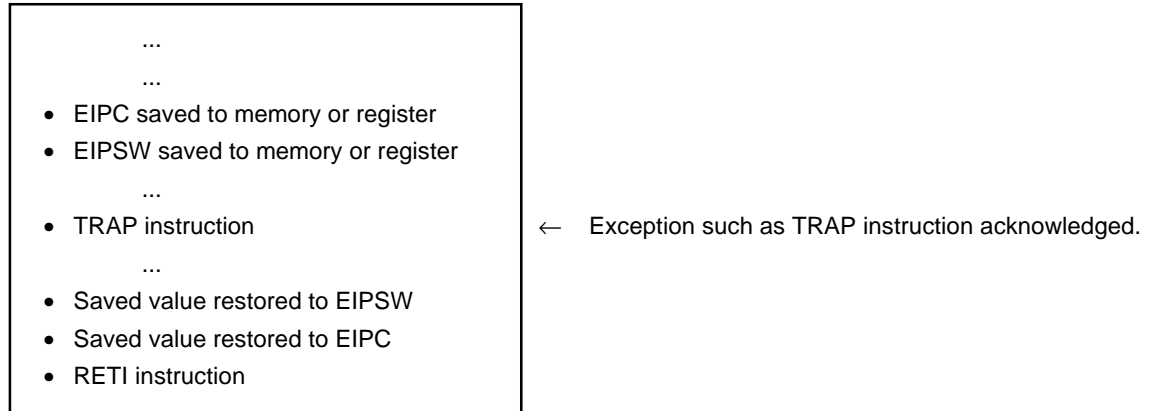 ...
...
• EIPC saved to memory or register
• EIPSW saved to memory or register
...
• TRAP instruction ← Exception such as TRAP instruction acknowledged.
...
• Saved value restored to EIPSW
• Saved value restored to EIPC
• RETI instruction